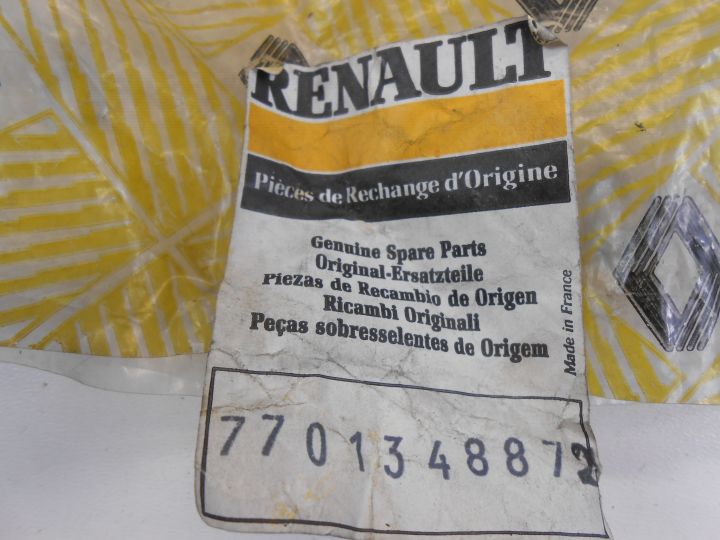 RENAULT
Pièces de Rechange d'Origine
Genuine Spare Parts
Original-Ersatzteile
Piezas de Recambio de Origen
Ricambi Originali
Peças sobresselentes de Origem
Made in France
7701348872